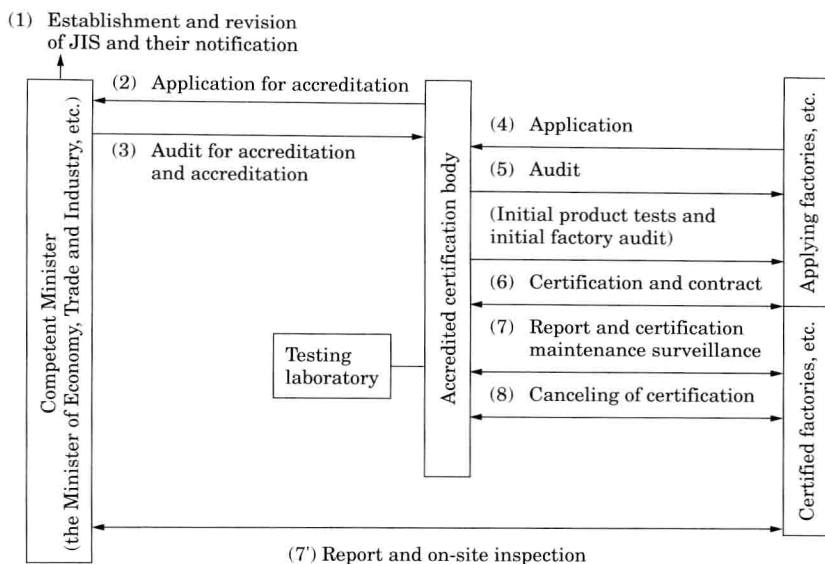 (1) Establishment and revision
of JIS and their notification
(2) Application for accreditation
(3) Audit for accreditation
and accreditation
Competent Minister
(the Minister of Economy, Trade and Industry, etc.)
Accredited certification body
Testing
laboratory
(4) Application
(5) Audit
(Initial product tests and
initial factory audit)
(6) Certification and contract
(7) Report and certification
maintenance surveillance
(8) Canceling of certification
Applying factories, etc.
Certified factories, etc.
(7') Report and on-site inspection